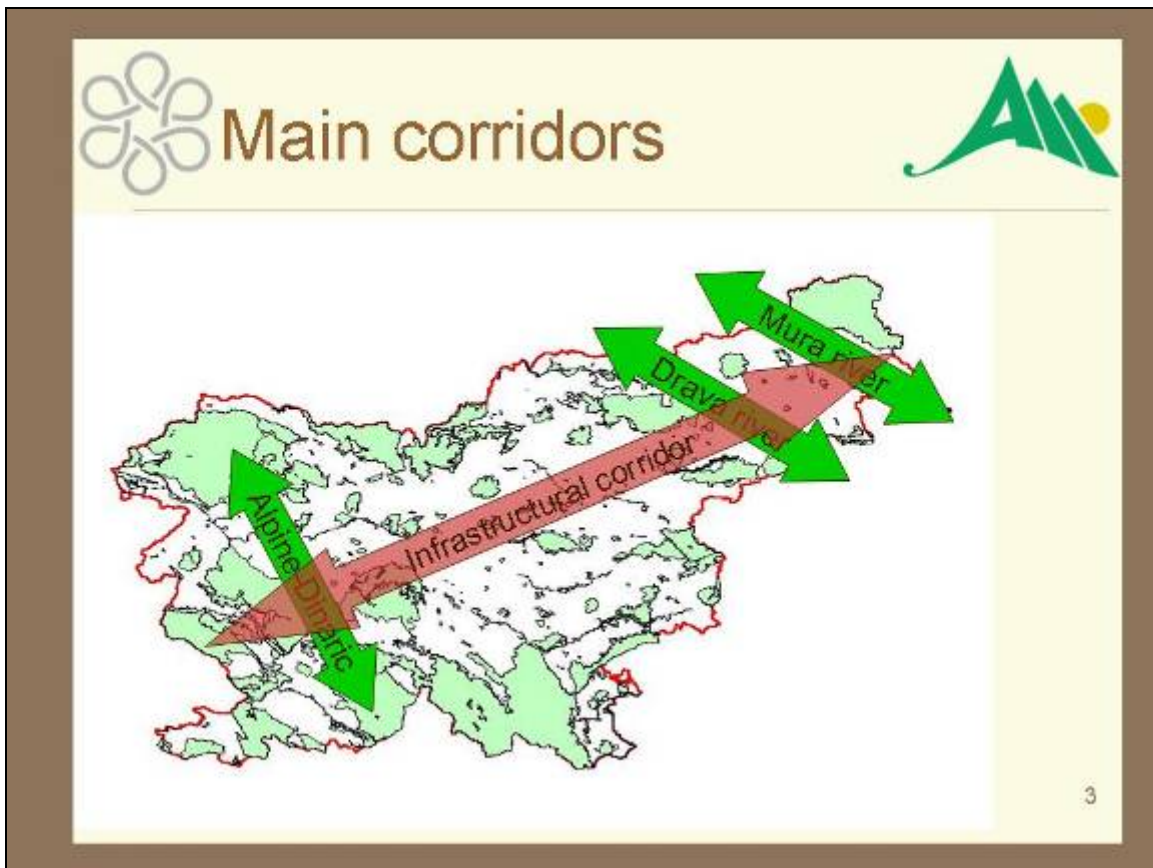 Main corridors
Mura river
Drava river
Infrastructural corridor
Alpine-Dinaric
3